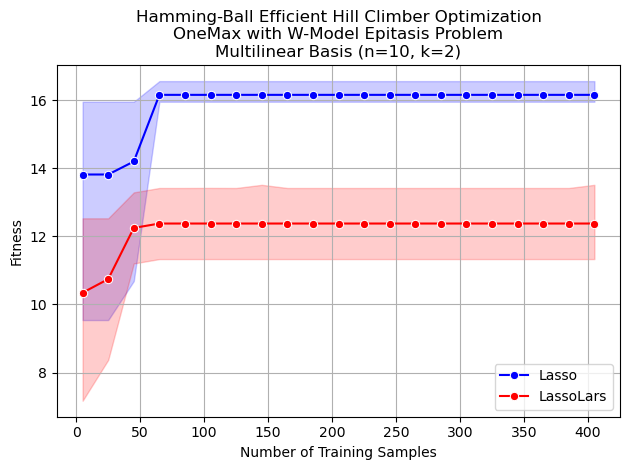 Hamming-Ball Efficient Hill Climber Optimization
OneMax with W-Model Epitasis Problem
Multilinear Basis (n=10, k=2)
Fitness
16
14
12
10
8
0
50
100
150
200
250
300
350
400
Number of Training Samples
Lasso
LassoLars